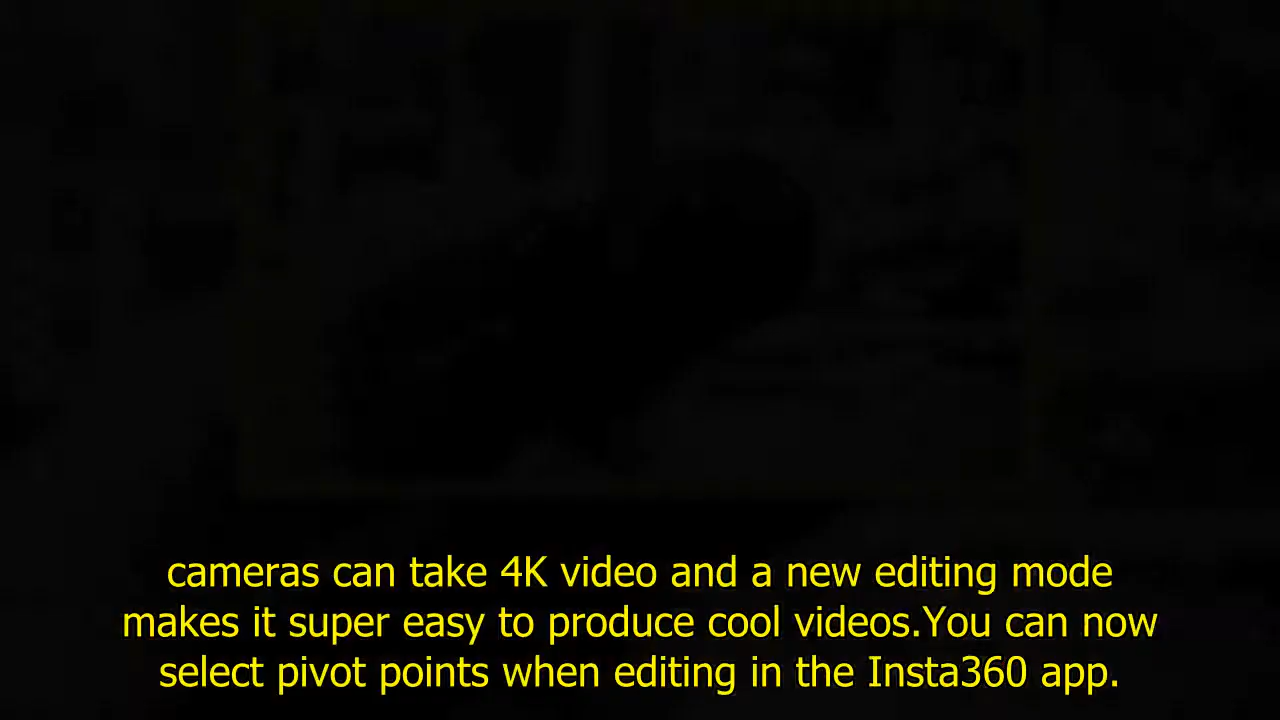 cameras can take 4K video and a new editing mode
makes it super easy to produce cool videos.You can now
select pivot points when editing in the Insta360 app.